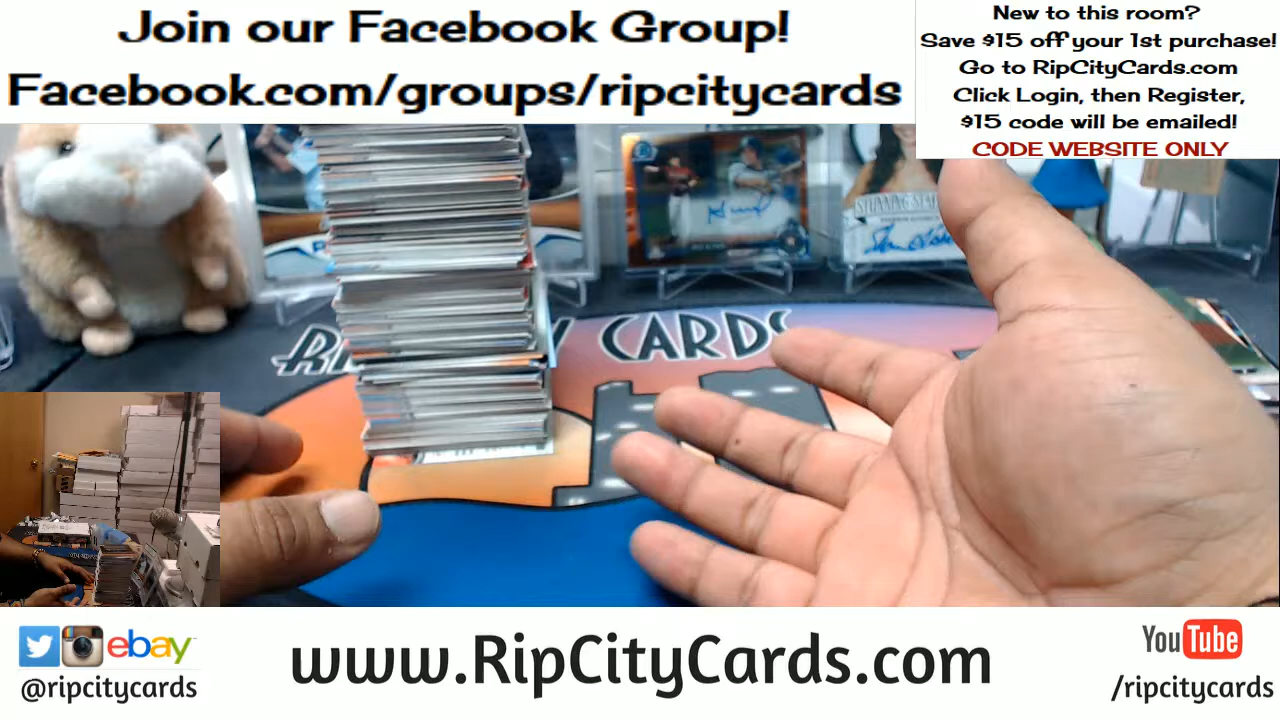 Join our Facebook Group!
Facebook.com/groups/ripcitycards
New to this room?
Save $15 off your 1st purchase!
Go to RipCityCards.com
Click Login, then Register,
$15 code will be emailed!
CODE WEBSITE ONLY
CARDS
ebay
@ripcitycards
www.RipCityCards.com
YouTube
/ripcitycards